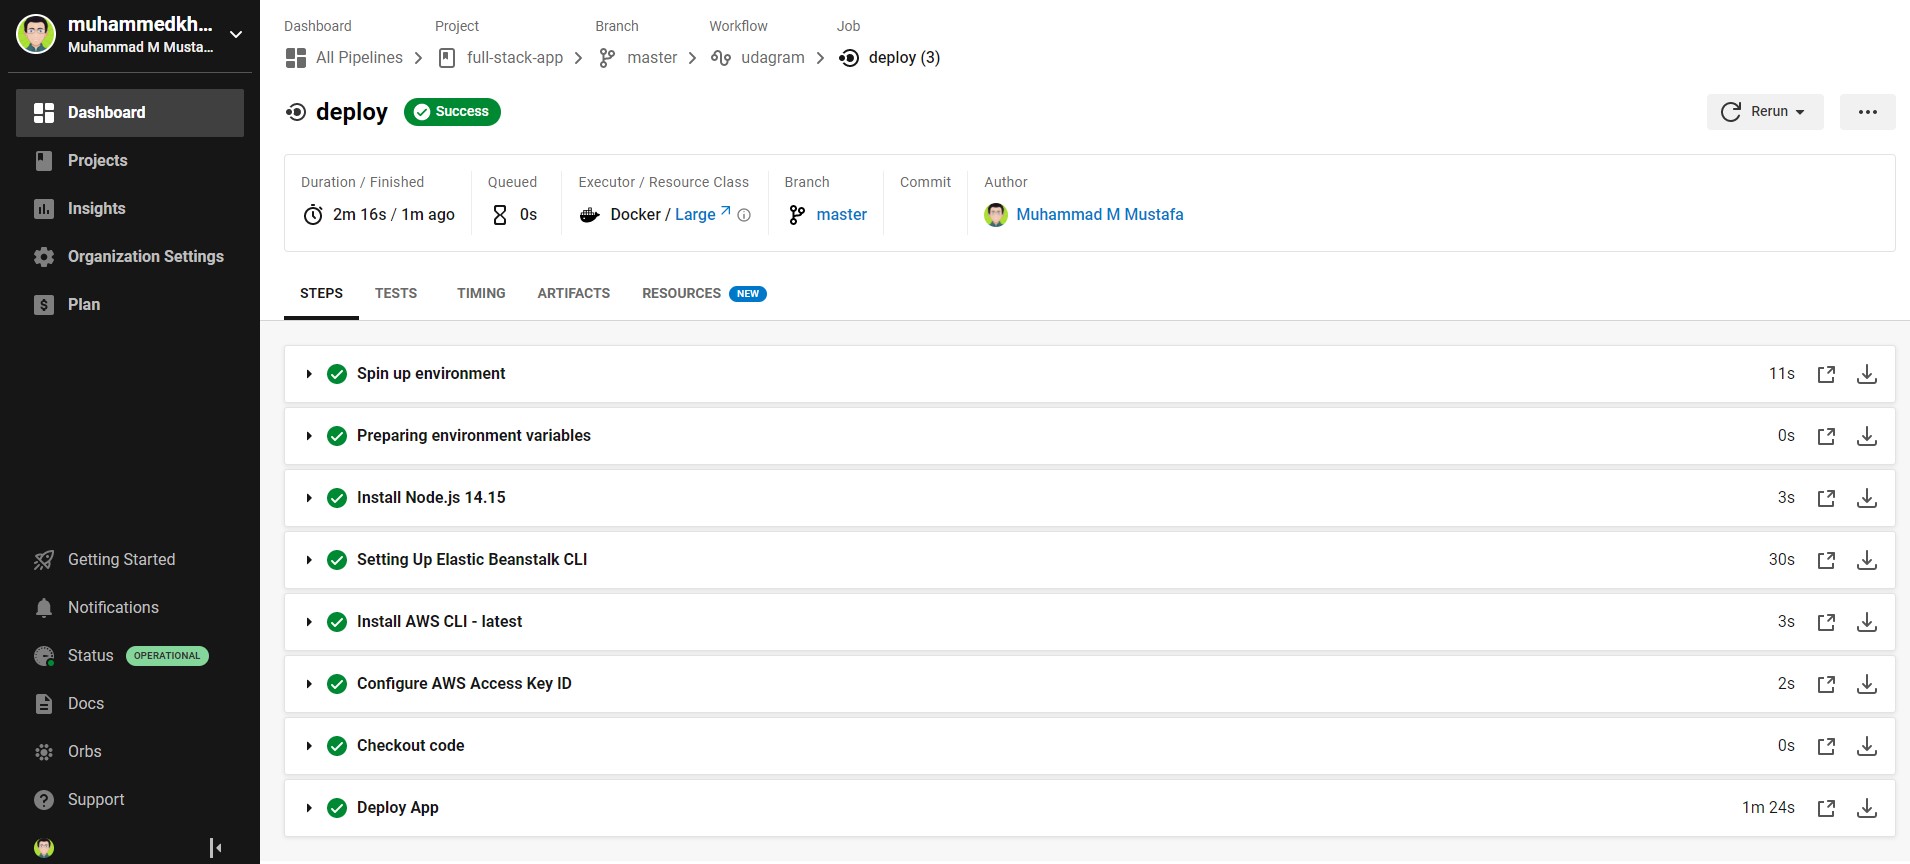 muhammedkh...
Muhammad M Musta...
Dashboard
Projects
Insights
Organization Settings
Plan
Getting Started
Notifications
Status OPERATIONAL
Docs
Orbs
Support
Dashboard Project Branch Workflow Job
All Pipelines full-stack-app master udagram deploy (3)
deploy Success
Rerun
Duration / Finished Queued Executor / Resource Class Branch Commit Author
2m 16s / 1m ago 0s Docker / Large master Muhammad M Mustafa
STEPS TESTS TIMING ARTIFACTS RESOURCES NEW
Spin up environment 11s
Preparing environment variables 0s
Install Node.js 14.15 3s
Setting Up Elastic Beanstalk CLI 30s
Install AWS CLI - latest 3s
Configure AWS Access Key ID 2s
Checkout code 0s
Deploy App 1m 24s